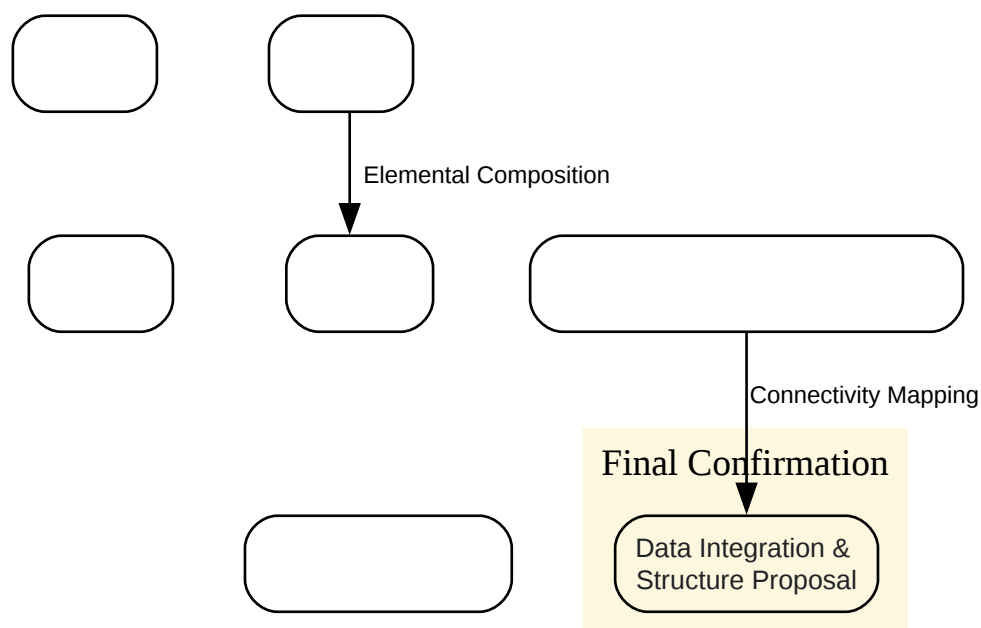 Elemental Composition
Connectivity Mapping
Final Confirmation
Data Integration &
Structure Proposal